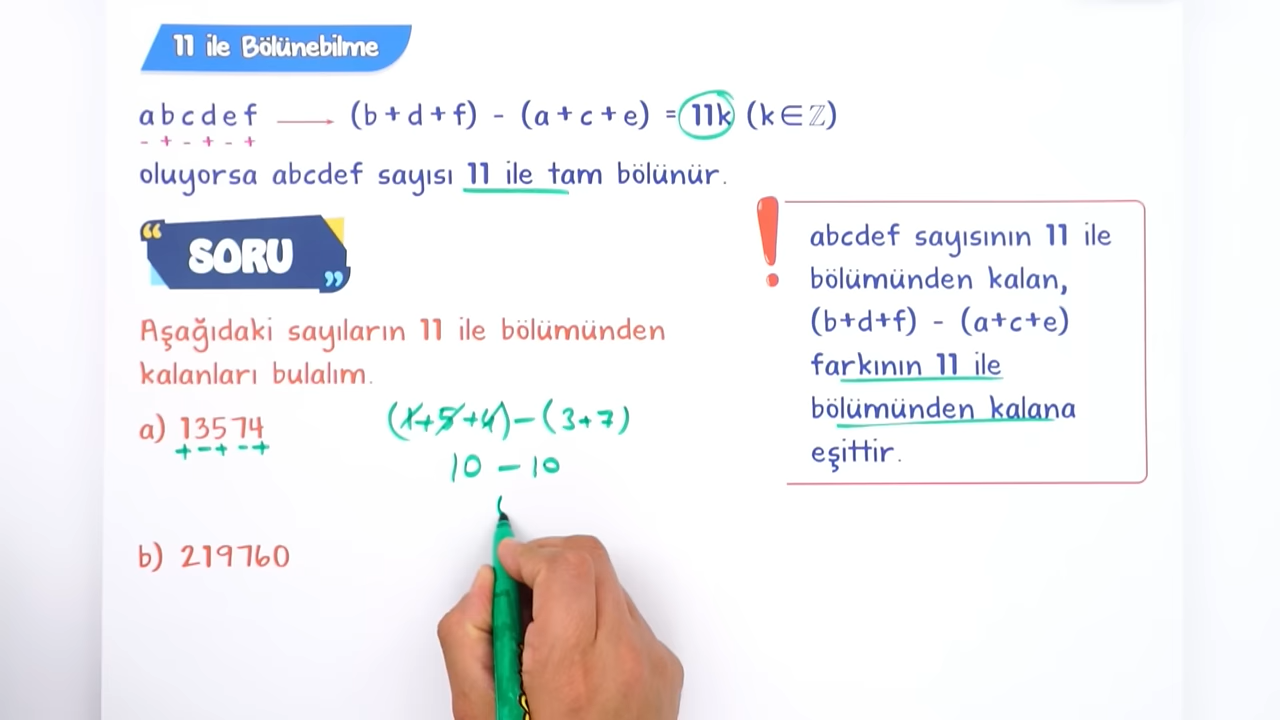 11 ile Bölünebilme
abcdef → (b+d+f) - (a+c+e) = 11k (k∈ℤ)
- + - + - +
oluyorsa abcdef sayısı 11 ile tam bölünür.
“ SORU ”
Aşağıdaki sayıların 11 ile bölümünden
kalanları bulalım.
a) 13574
+ - + - +
(1+5+4)-(3+7)
10 - 10
b) 219760
!
abcdef sayısının 11 ile
bölümünden kalan,
(b+d+f) - (a+c+e)
farkının 11 ile
bölümünden kalana
eşittir.